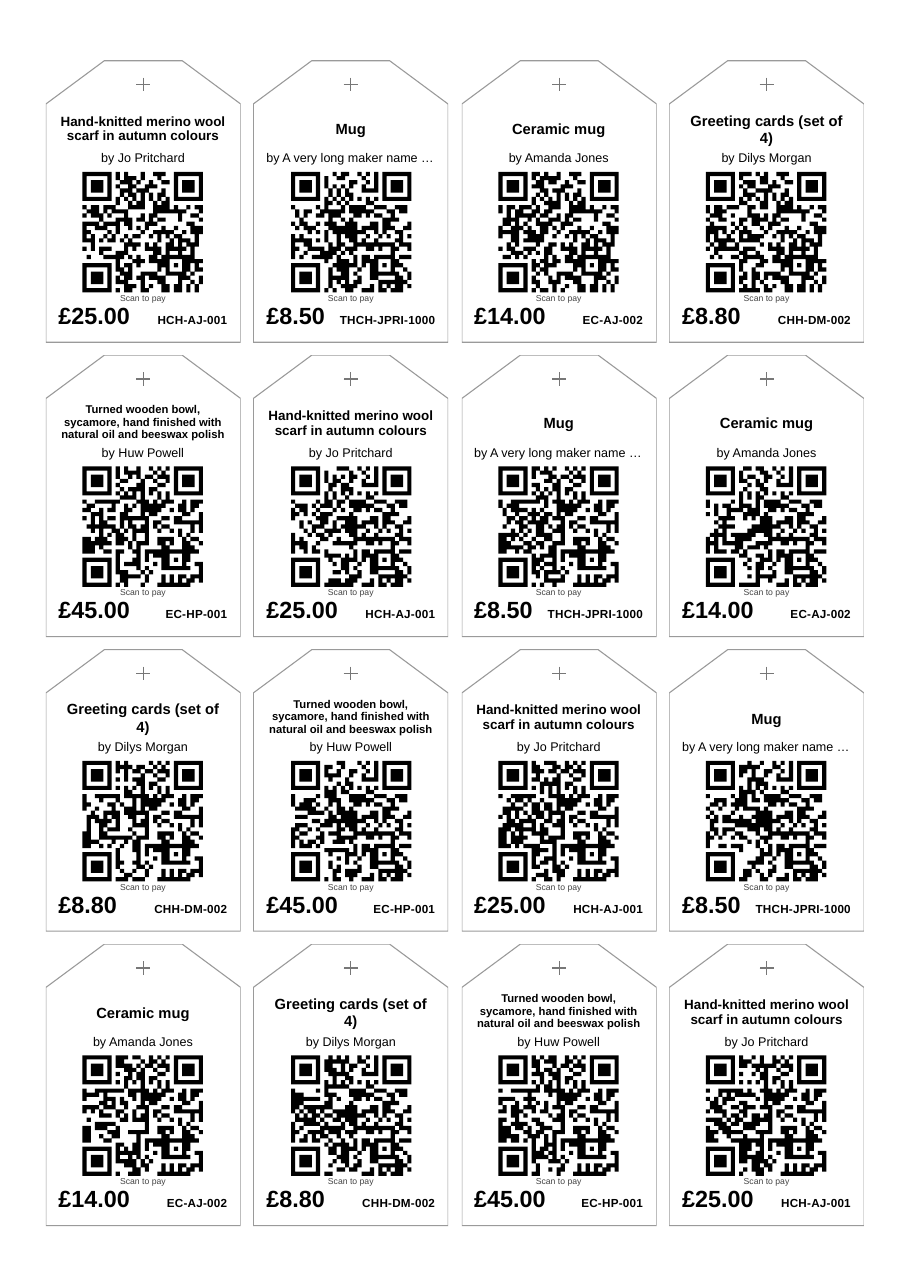 Hand-knitted merino wool
scarf in autumn colours
by Jo Pritchard
Scan to pay
£25.00 HCH-AJ-001
Mug
by A very long maker name …
Scan to pay
£8.50 THCH-JPRI-1000
Ceramic mug
by Amanda Jones
Scan to pay
£14.00 EC-AJ-002
Greeting cards (set of
4)
by Dilys Morgan
Scan to pay
£8.80 CHH-DM-002
Turned wooden bowl,
sycamore, hand finished with
natural oil and beeswax polish
by Huw Powell
Scan to pay
£45.00 EC-HP-001
Hand-knitted merino wool
scarf in autumn colours
by Jo Pritchard
Scan to pay
£25.00 HCH-AJ-001
Mug
by A very long maker name …
Scan to pay
£8.50 THCH-JPRI-1000
Ceramic mug
by Amanda Jones
Scan to pay
£14.00 EC-AJ-002
Greeting cards (set of
4)
by Dilys Morgan
Scan to pay
£8.80 CHH-DM-002
Turned wooden bowl,
sycamore, hand finished with
natural oil and beeswax polish
by Huw Powell
Scan to pay
£45.00 EC-HP-001
Hand-knitted merino wool
scarf in autumn colours
by Jo Pritchard
Scan to pay
£25.00 HCH-AJ-001
Mug
by A very long maker name …
Scan to pay
£8.50 THCH-JPRI-1000
Ceramic mug
by Amanda Jones
Scan to pay
£14.00 EC-AJ-002
Greeting cards (set of
4)
by Dilys Morgan
Scan to pay
£8.80 CHH-DM-002
Turned wooden bowl,
sycamore, hand finished with
natural oil and beeswax polish
by Huw Powell
Scan to pay
£45.00 EC-HP-001
Hand-knitted merino wool
scarf in autumn colours
by Jo Pritchard
Scan to pay
£25.00 HCH-AJ-001